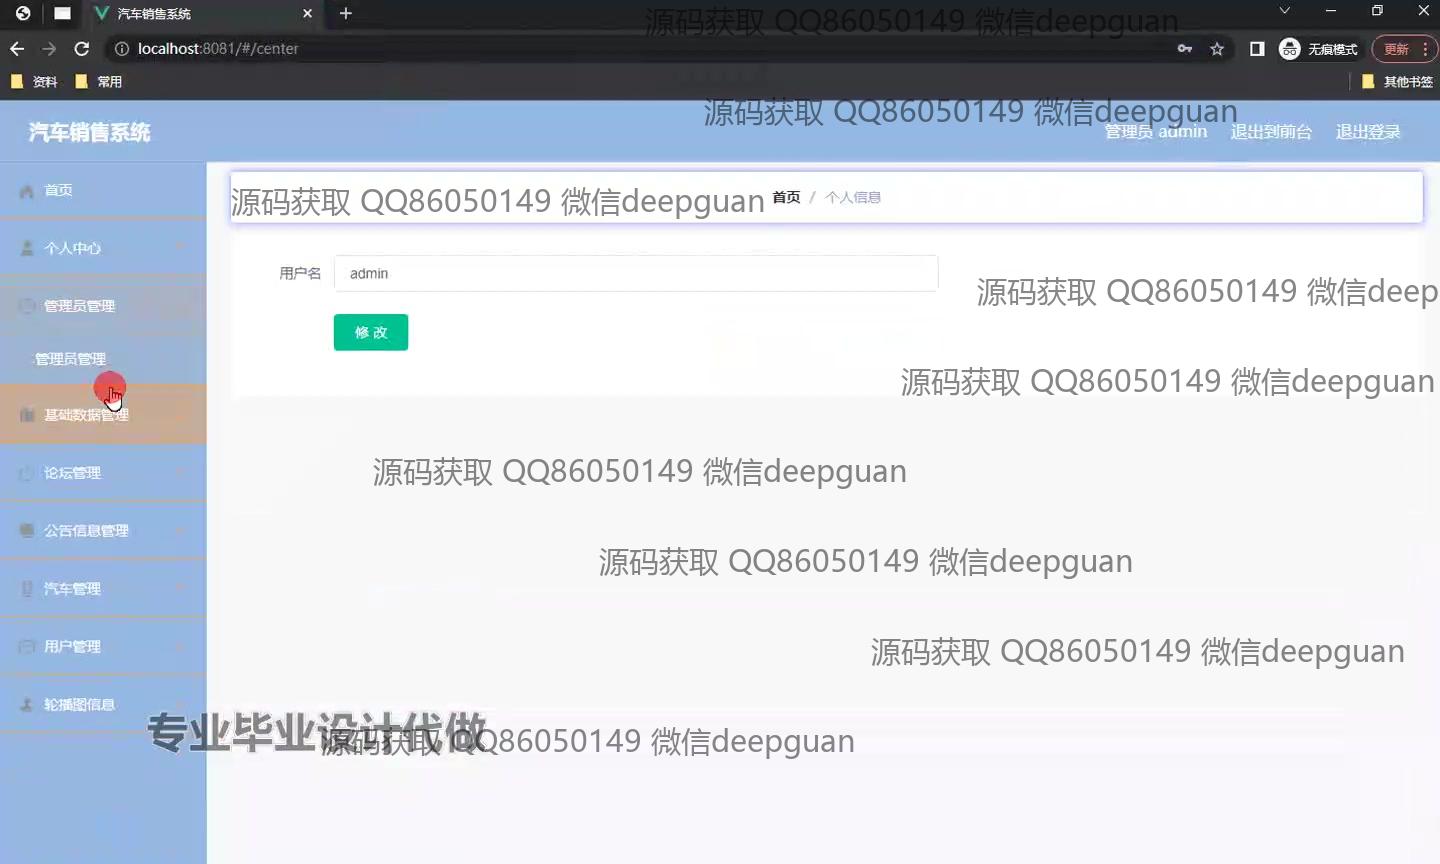 汽车销售系统
源码获取 QQ86050149 微信deepguan
localhost:8081/#/center
无痕模式
更新
资料
常用
其他书签
源码获取 QQ86050149 微信deepguan
汽车销售系统
管理员 admin
退出到前台
退出登录
首页
源码获取 QQ86050149 微信deepguan
首页 / 个人信息
个人中心
用户名
admin
管理员管理
源码获取 QQ86050149 微信deep
修 改
管理员管理
源码获取 QQ86050149 微信deepguan
基础数据管理
论坛管理
源码获取 QQ86050149 微信deepguan
公告信息管理
源码获取 QQ86050149 微信deepguan
汽车管理
用户管理
源码获取 QQ86050149 微信deepguan
轮播图信息
专业毕业设计代做
源码获取 QQ86050149 微信deepguan